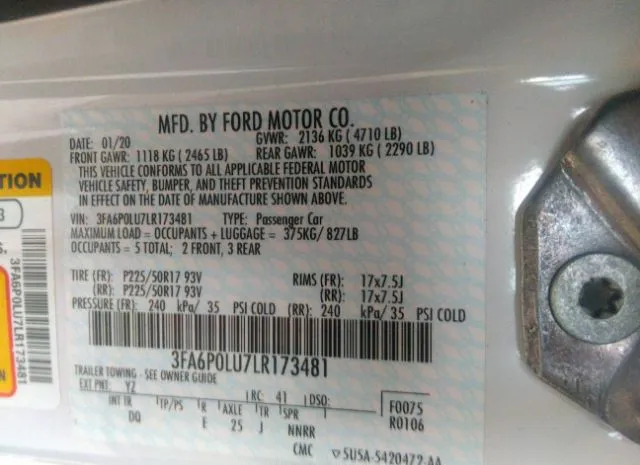 MFD. BY FORD MOTOR CO.
DATE: 01/20 GVWR: 2136 KG ( 4710 LB)
FRONT GAWR: 1118 KG ( 2465 LB) REAR GAWR: 1039 KG ( 2290 LB)
THIS VEHICLE CONFORMS TO ALL APPLICABLE FEDERAL MOTOR
VEHICLE SAFETY, BUMPER, AND THEFT PREVENTION STANDARDS
IN EFFECT ON THE DATE OF MANUFACTURE SHOWN ABOVE.
VIN: 3FA6P0LU7LR173481 TYPE: Passenger Car
MAXIMUM LOAD = OCCUPANTS + LUGGAGE = 375KG/ 827LB
OCCUPANTS = 5 TOTAL; 2 FRONT, 3 REAR
TIRE (FR): P225/50R17 93V RIMS (FR): 17x7.5J
(RR): P225/50R17 93V (RR): 17x7.5J
PRESSURE (FR): 240 kPa/ 35 PSI COLD (RR): 240 kPa/ 35 PSI COLD
3FA6P0LU7LR173481
TRAILER TOWING - SEE OWNER GUIDE
EXT PNT: YZ RC: 41 DSO: F0075
INT TR TP/PS R AXLE TR SPR R0106
DQ E 25 J NNRR
CMC 5USA-5420472-AA
TION
3
S.
3FA6P0LU7LR173481